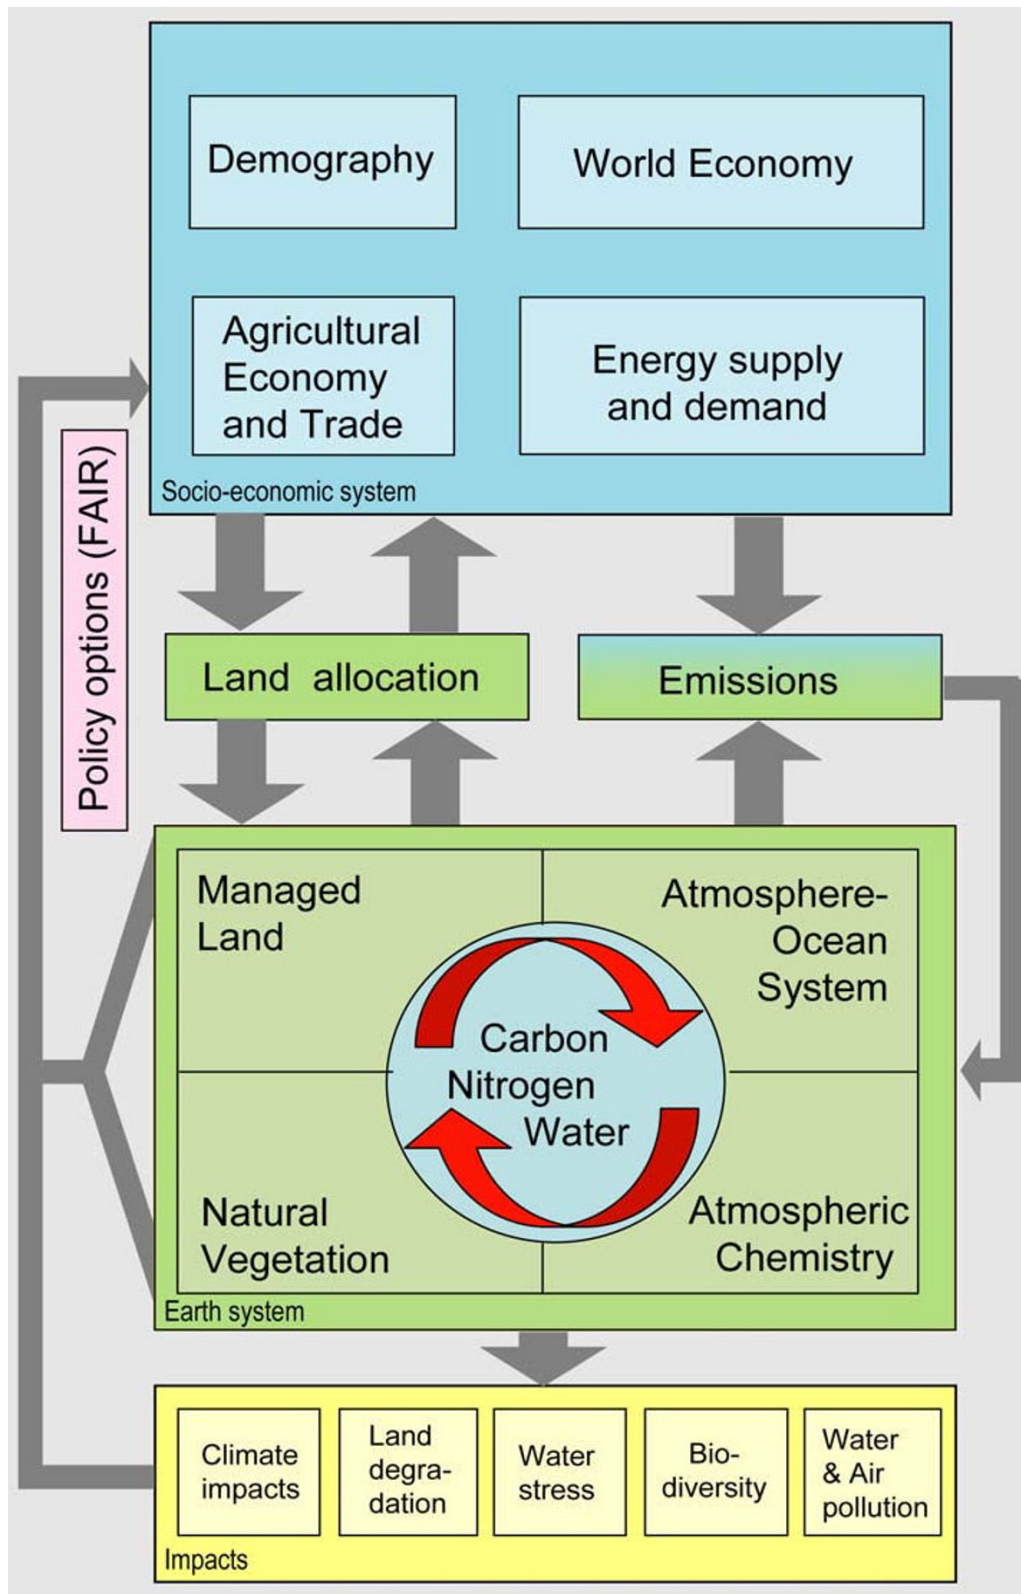 Demography
World Economy
Agricultural
Economy
and Trade
Energy supply
and demand
Socio-economic system
Policy options (FAIR)
Land allocation
Emissions
Managed
Land
Atmosphere-
Ocean
System
Carbon
Nitrogen
Water
Natural
Vegetation
Atmospheric
Chemistry
Earth system
Climate
impacts
Land
degra-
dation
Water
stress
Bio-
diversity
Water
& Air
pollution
Impacts